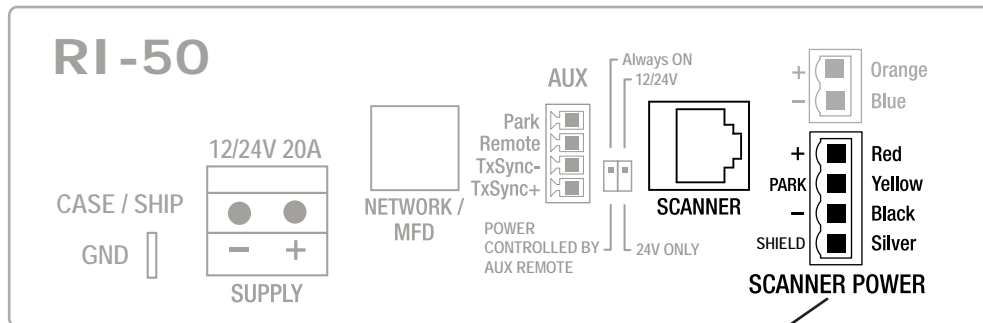 RI-50
Always ON
12/24V
AUX
Park
Remote
TxSync-
TxSync+
12/24V 20A
CASE / SHIP
GND
- +
SUPPLY
NETWORK /
MFD
POWER
CONTROLLED BY
AUX REMOTE
24V ONLY
SCANNER
+ Orange
- Blue
+ Red
PARK Yellow
- Black
SHIELD Silver
SCANNER POWER